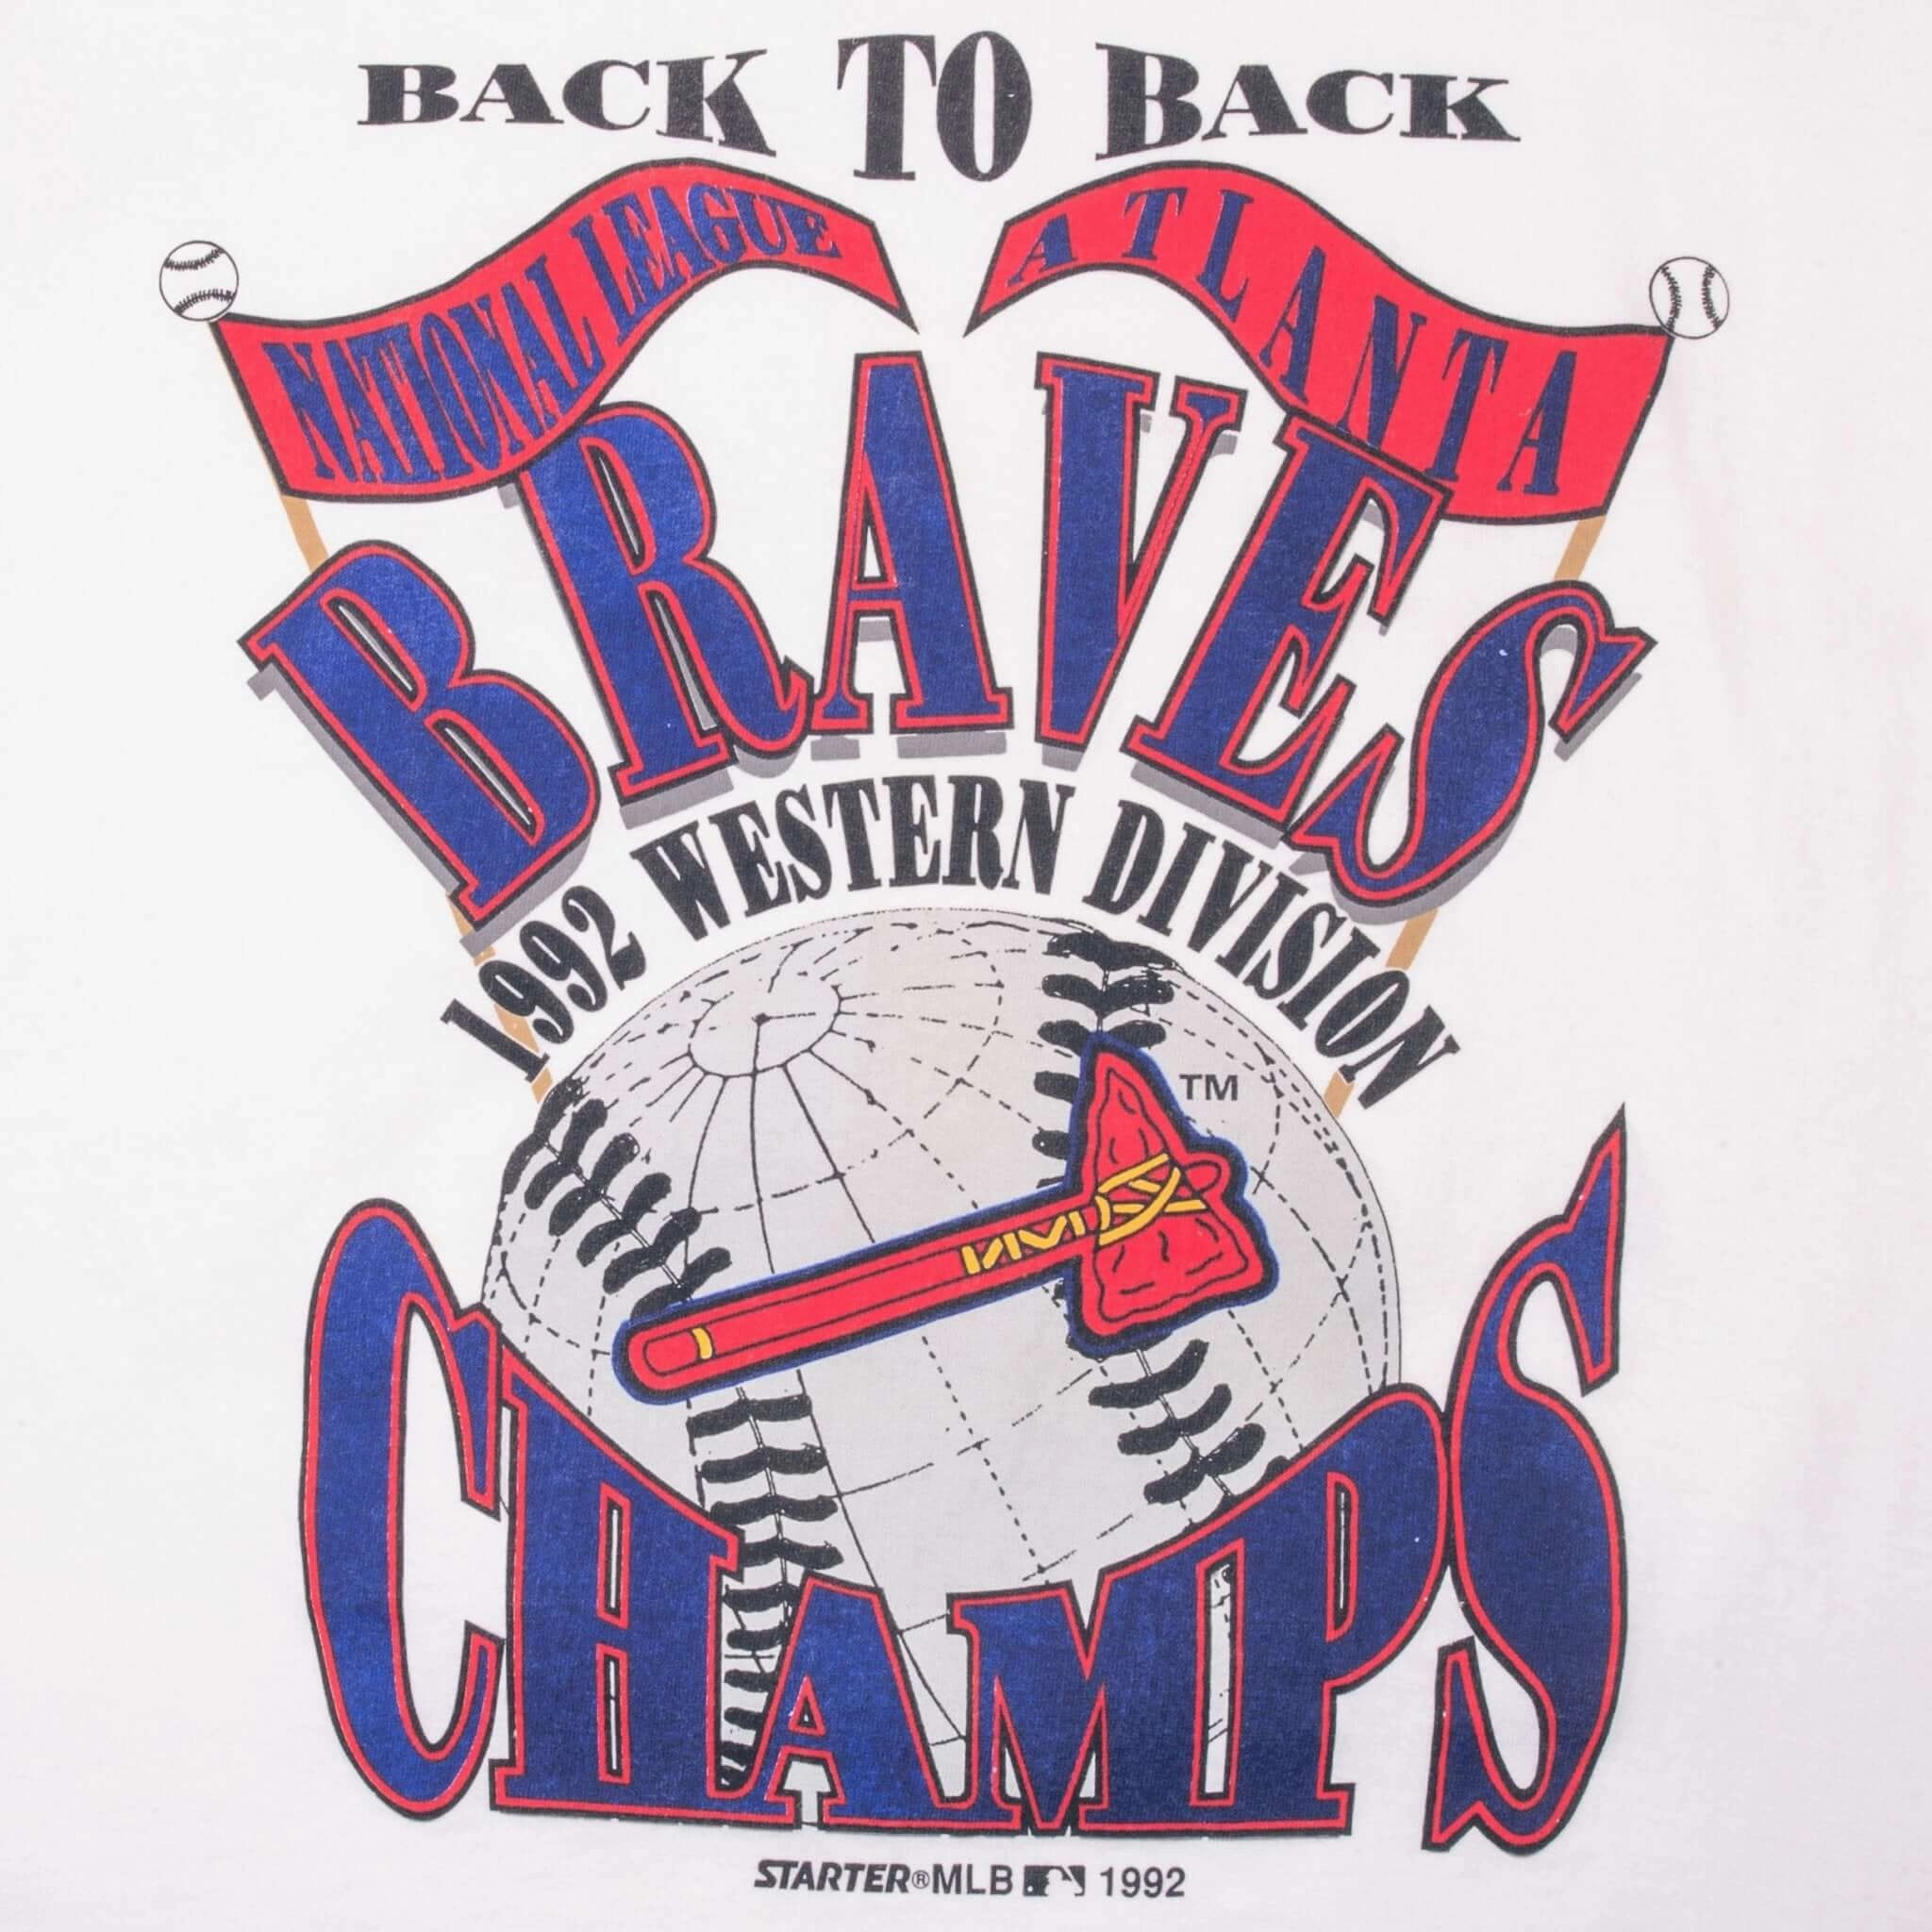 BACK TO BACK
NATIONAL LEAGUE
ATLANTA
BRAVES
1992 WESTERN DIVISION
TM
CHAMPS
STARTER® MLB 1992